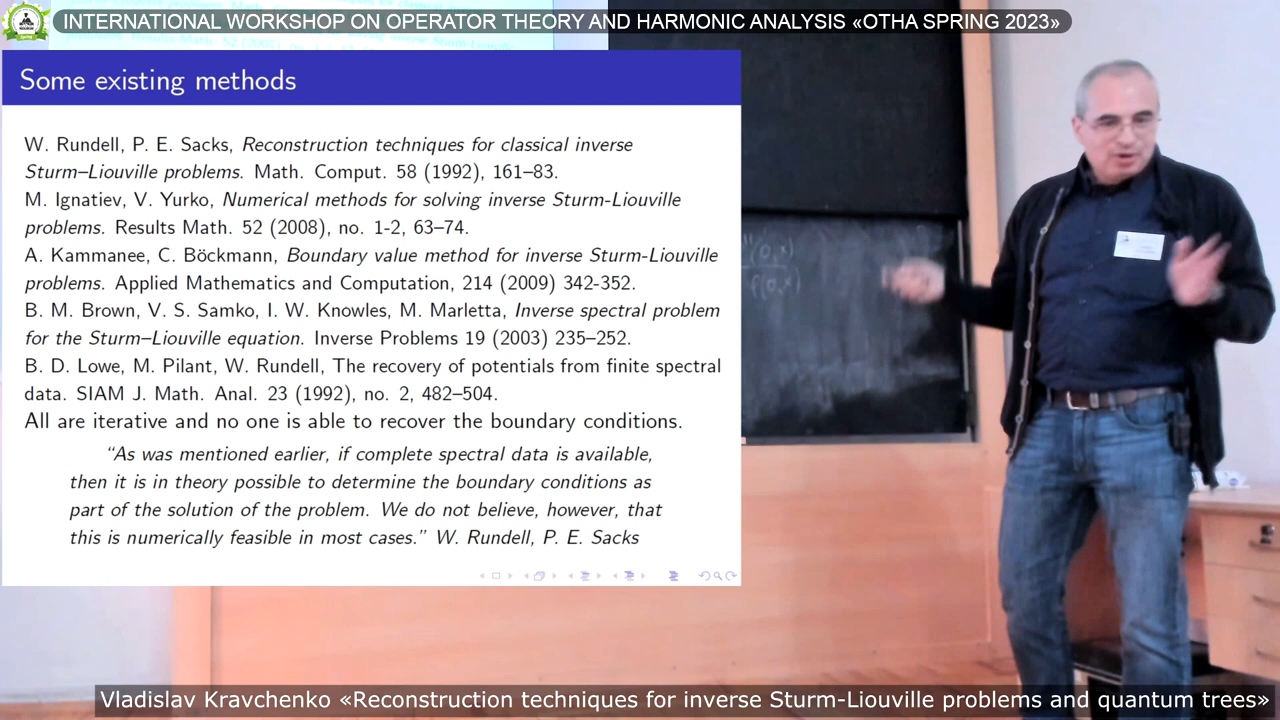 INTERNATIONAL WORKSHOP ON OPERATOR THEORY AND HARMONIC ANALYSIS «OTHA SPRING 2023»
Some existing methods
W. Rundell, P. E. Sacks, Reconstruction techniques for classical inverse
Sturm–Liouville problems. Math. Comput. 58 (1992), 161–83.
M. Ignatiev, V. Yurko, Numerical methods for solving inverse Sturm-Liouville
problems. Results Math. 52 (2008), no. 1-2, 63–74.
A. Kammanee, C. Böckmann, Boundary value method for inverse Sturm-Liouville
problems. Applied Mathematics and Computation, 214 (2009) 342-352.
B. M. Brown, V. S. Samko, I. W. Knowles, M. Marletta, Inverse spectral problem
for the Sturm–Liouville equation. Inverse Problems 19 (2003) 235–252.
B. D. Lowe, M. Pilant, W. Rundell, The recovery of potentials from finite spectral
data. SIAM J. Math. Anal. 23 (1992), no. 2, 482–504.
All are iterative and no one is able to recover the boundary conditions.
“As was mentioned earlier, if complete spectral data is available,
then it is in theory possible to determine the boundary conditions as
part of the solution of the problem. We do not believe, however, that
this is numerically feasible in most cases.” W. Rundell, P. E. Sacks
Vladislav Kravchenko «Reconstruction techniques for inverse Sturm-Liouville problems and quantum trees»